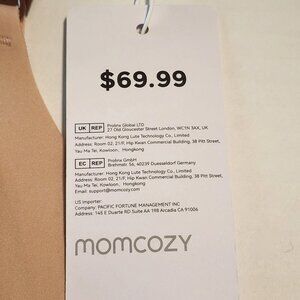 $69.99
UK REP Prolinx Global LTD
27 Old Gloucester Street London, WC1N 3AX, UK
Manufacturer: Hong Kong Lute Technology Co., Limited
Address: Room 02, 21/F, Hip Kwan Commercial Building, 38 Pitt Street,
Yau Ma Tei, Kowloon, Hongkong
EC REP Prolinx GmbH
Brehmstr. 56, 40239 Duesseldorf Germany
Manufacturer: Hong Kong Lute Technology Co., Limited
Address: Room 02, 21/F, Hip Kwan Commercial Building, 38 Pitt Street,
Yau Ma Tei, Kowloon, Hongkong
Email: support@momcozy.com
US Importer:
Company: PACIFIC FORTUNE MANAGEMENT INC
Address: 145 E Duarte RD Suite AA 198 Arcadia CA 91006
momcozy